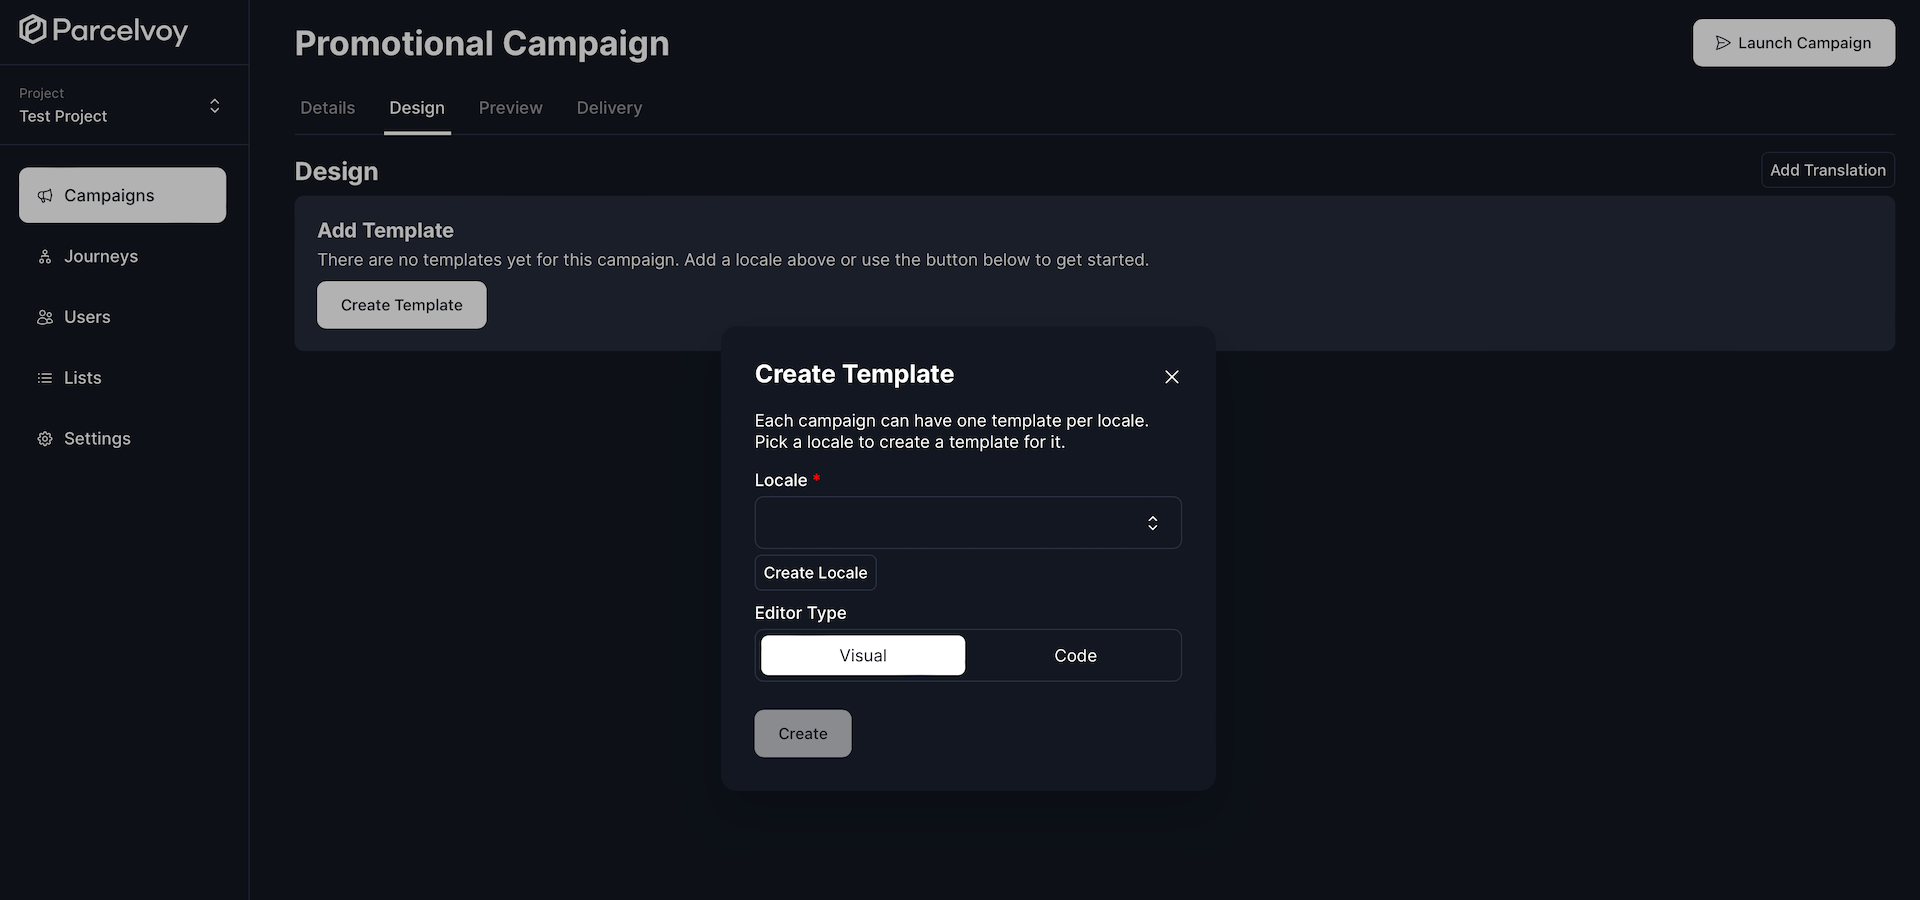 Parcelvoy
Project
Test Project
Campaigns
Journeys
Users
Lists
Settings
Promotional Campaign
Launch Campaign
Details
Design
Preview
Delivery
Design
Add Translation
Add Template
There are no templates yet for this campaign. Add a locale above or use the button below to get started.
Create Template
Create Template
Each campaign can have one template per locale.
Pick a locale to create a template for it.
Locale *
Create Locale
Editor Type
Visual
Code
Create